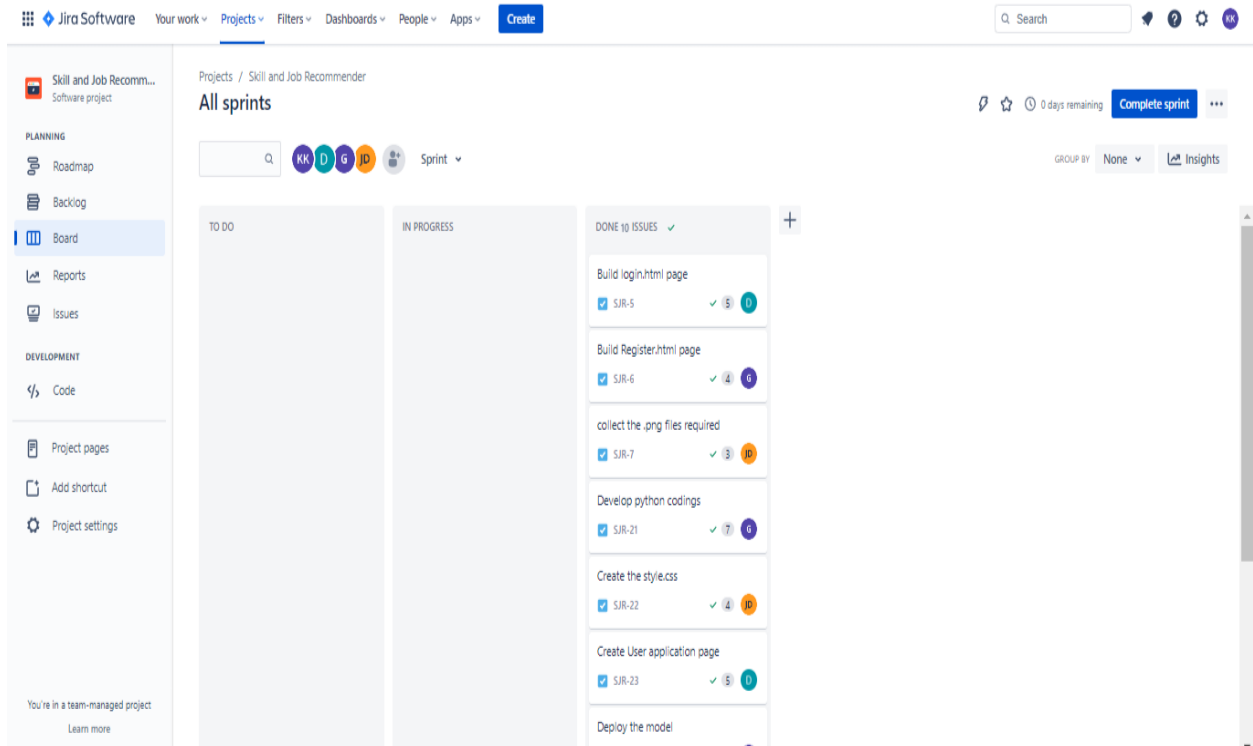 Jira Software Your work Projects Filters Dashboards People Apps Create Search KK
Skill and Job Recomm...
Software project
PLANNING
Roadmap
Backlog
Board
Reports
Issues
DEVELOPMENT
Code
Project pages
Add shortcut
Project settings
You're in a team-managed project
Learn more
Projects / Skill and Job Recommender
All sprints
0 days remaining Complete sprint
KK D G JD Sprint
GROUP BY None Insights
TO DO
IN PROGRESS
DONE 10 ISSUES
Build login.html page
SJR-5 5 D
Build Register.html page
SJR-6 4 G
collect the .png files required
SJR-7 3 JD
Develop python codings
SJR-21 7 G
Create the style.css
SJR-22 4 JD
Create User application page
SJR-23 5 D
Deploy the model